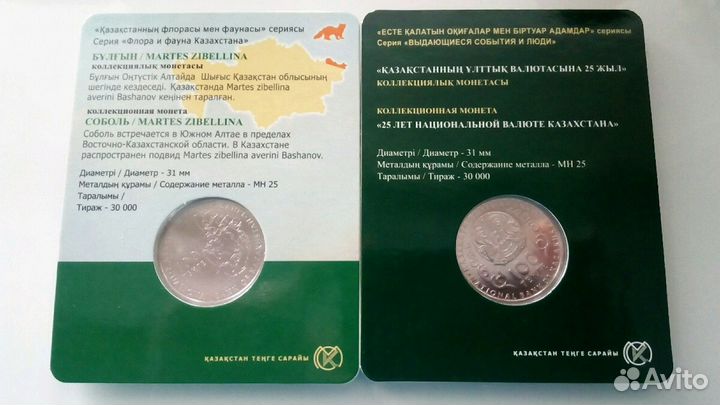 «Қазақстанның флорасы мен фаунасы» сериясы
Серия «Флора и фауна Казахстана»
БҰЛҒЫН / MARTES ZIBELLINA
коллекциялық монетасы
Бұлғын Оңтүстік Алтайда Шығыс Қазақстан облысының
шегінде кездеседі. Қазақстанда Martes zibellina
averini Bashanov кеңінен таралған.
коллекционная монета
СОБОЛЬ / MARTES ZIBELLINA
Соболь встречается в Южном Алтае в пределах
Восточно-Казахстанской области. В Казахстане
распространен подвид Martes zibellina averini Bashanov.
Диаметрі / Диаметр - 31 мм
Металдың құрамы / Содержание металла - МН 25
Таралымы /
Тираж - 30 000
ҚАЗАҚСТАН ТЕҢГЕ САРАЙЫ
«ЕСТЕ ҚАЛАТЫН ОҚИҒАЛАР МЕН БІРТУАР АДАМДАР» сериясы
Серия «ВЫДАЮЩИЕСЯ СОБЫТИЯ И ЛЮДИ»
«ҚАЗАҚСТАННЫҢ ҰЛТТЫҚ ВАЛЮТАСЫНА 25 ЖЫЛ»
КОЛЛЕКЦИЯЛЫҚ МОНЕТАСЫ
КОЛЛЕКЦИОННАЯ МОНЕТА
«25 ЛЕТ НАЦИОНАЛЬНОЙ ВАЛЮТЕ КАЗАХСТАНА»
Диаметрі / Диаметр - 31 мм
Металдың құрамы / Содержание металла - МН 25
Таралымы / Тираж - 30 000
100
NATIONAL BANK
ҚАЗАҚСТАН ТЕҢГЕ САРАЙЫ
Avito